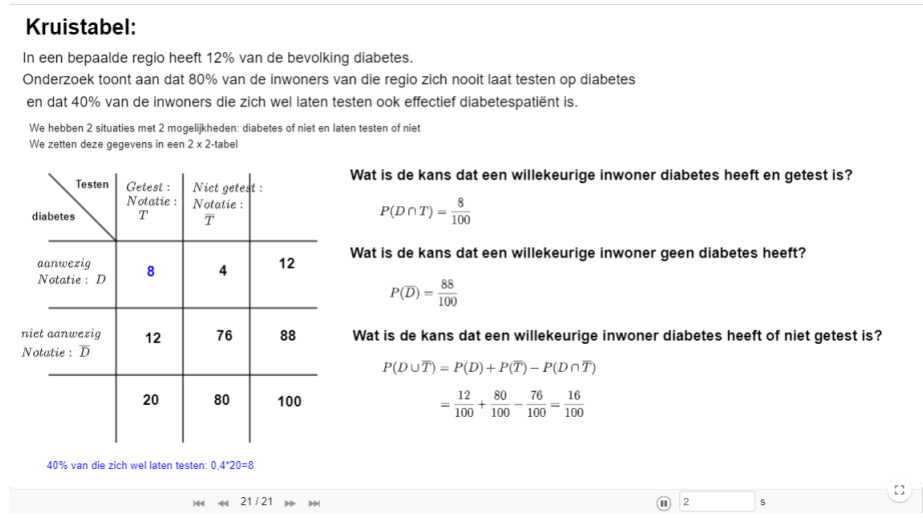 Kruistabel:
In een bepaalde regio heeft 12% van de bevolking diabetes.
Onderzoek toont aan dat 80% van de inwoners van die regio zich nooit laat testen op diabetes
en dat 40% van de inwoners die zich wel laten testen ook effectief diabetespatiënt is.
We hebben 2 situaties met 2 mogelijkheden: diabetes of niet en laten testen of niet
We zetten deze gegevens in een 2 x 2-tabel
Testen
diabetes
Getest :
Notatie :
T
Niet getest :
Notatie :
T̅
aanwezig
Notatie : D
8
4
12
niet aanwezig
Notatie : D̅
12
76
88
20
80
100
40% van die zich wel laten testen: 0,4*20=8
Wat is de kans dat een willekeurige inwoner diabetes heeft en getest is?
P(D∩T) = 8/100
Wat is de kans dat een willekeurige inwoner geen diabetes heeft?
P(D̅) = 88/100
Wat is de kans dat een willekeurige inwoner diabetes heeft of niet getest is?
P(D∪T̅) = P(D) + P(T̅) − P(D∩T̅)
= 12/100 + 80/100 − 76/100 = 16/100
21 / 21
2
s